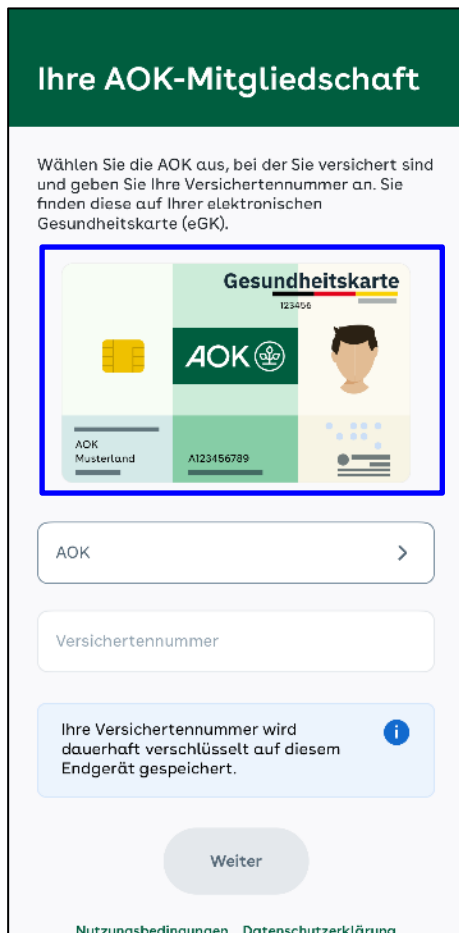 Ihre AOK-Mitgliedschaft
Wählen Sie die AOK aus, bei der Sie versichert sind
und geben Sie Ihre Versichertennummer an. Sie
finden diese auf Ihrer elektronischen
Gesundheitskarte (eGK).
Gesundheitskarte
123456
AOK
AOK
Musterland
A123456789
AOK
Versichertennummer
Ihre Versichertennummer wird
dauerhaft verschlüsselt auf diesem
Endgerät gespeichert.
Weiter
Nutzungsbedingungen Datenschutzerklärung